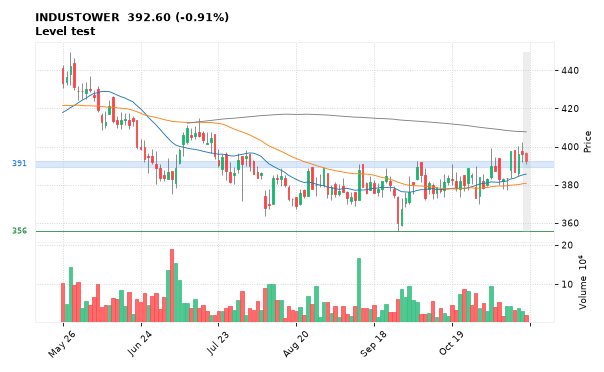 INDUSTOWER 392.60 (-0.91%)
Level test
440
420
400
380
360
Price
391
356
20
10
Volume 10⁴
May 26
Jun 24
Jul 23
Aug 20
Sep 18
Oct 19